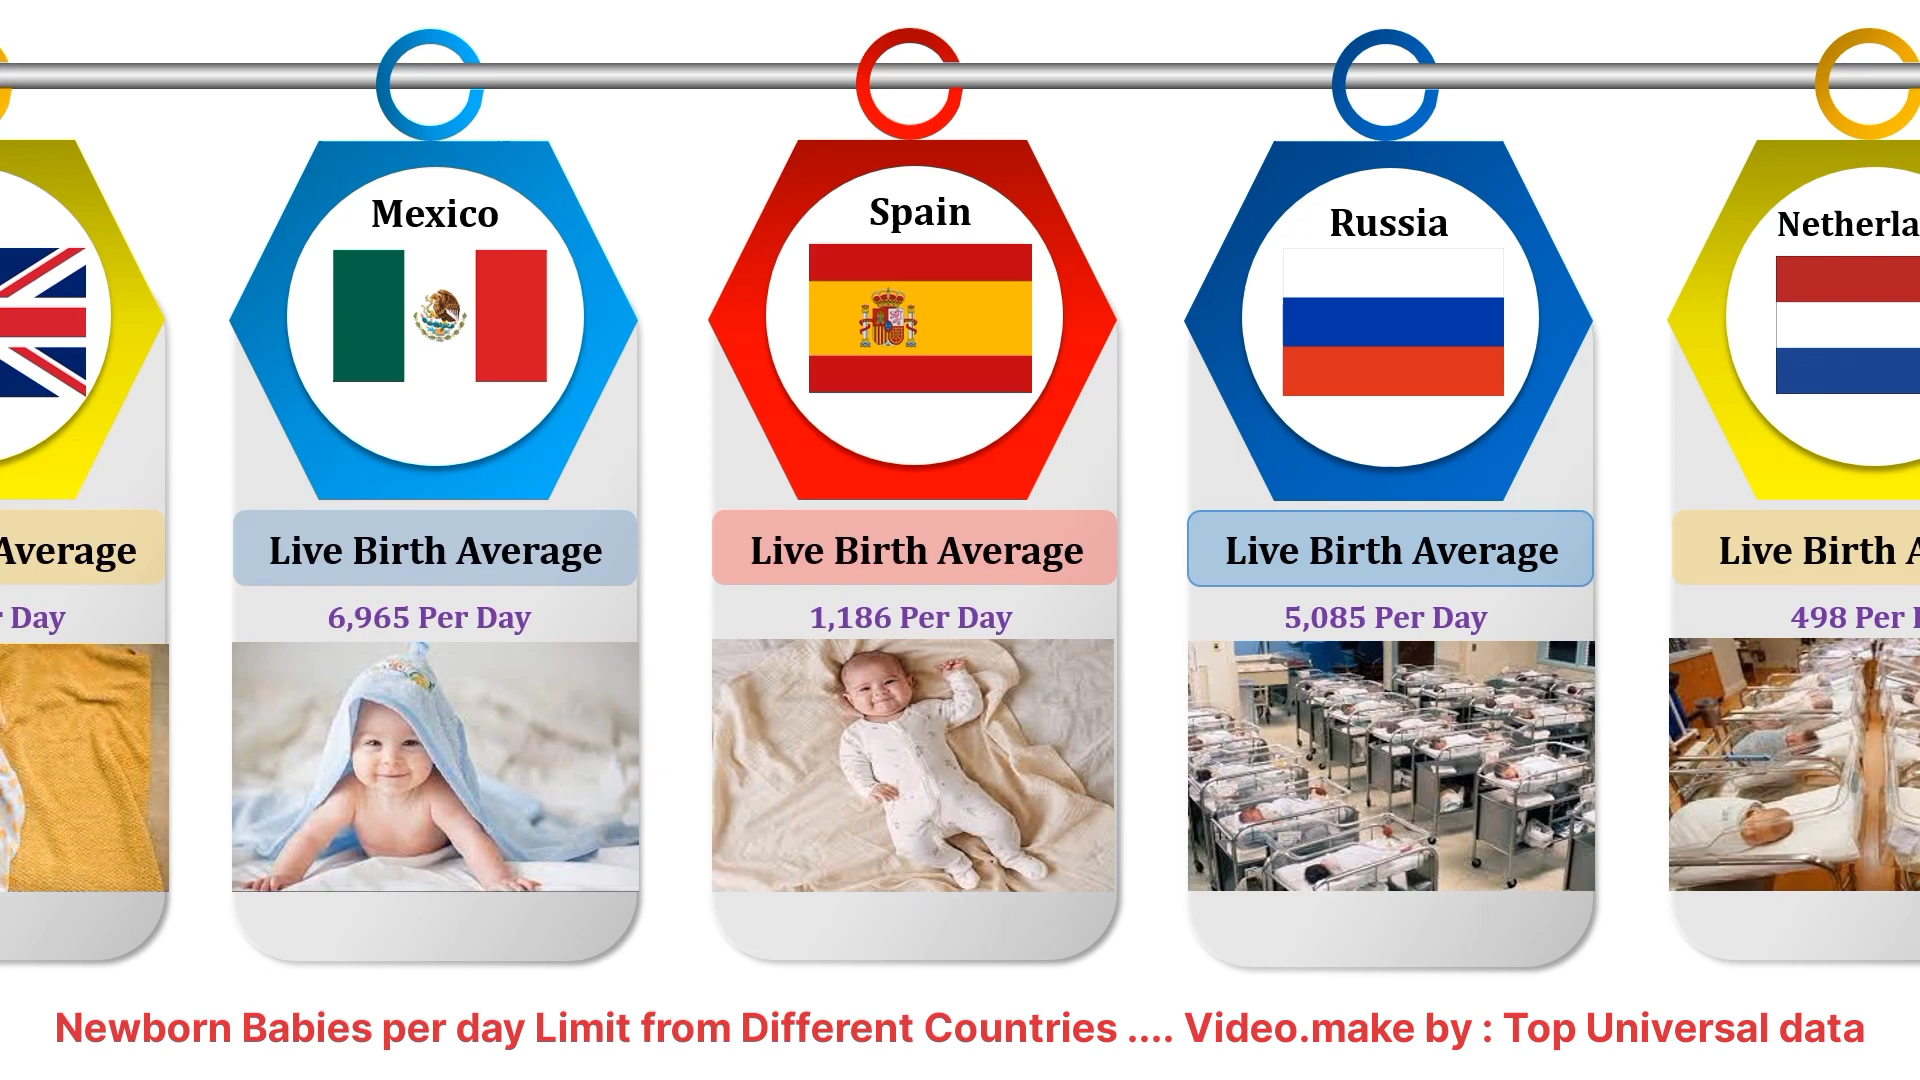 Mexico
Spain
Russia
Netherla
Average
Live Birth Average
Live Birth Average
Live Birth Average
Live Birth A
r Day
6,965 Per Day
1,186 Per Day
5,085 Per Day
498 Per
Newborn Babies per day Limit from Different Countries .... Video.make by : Top Universal data